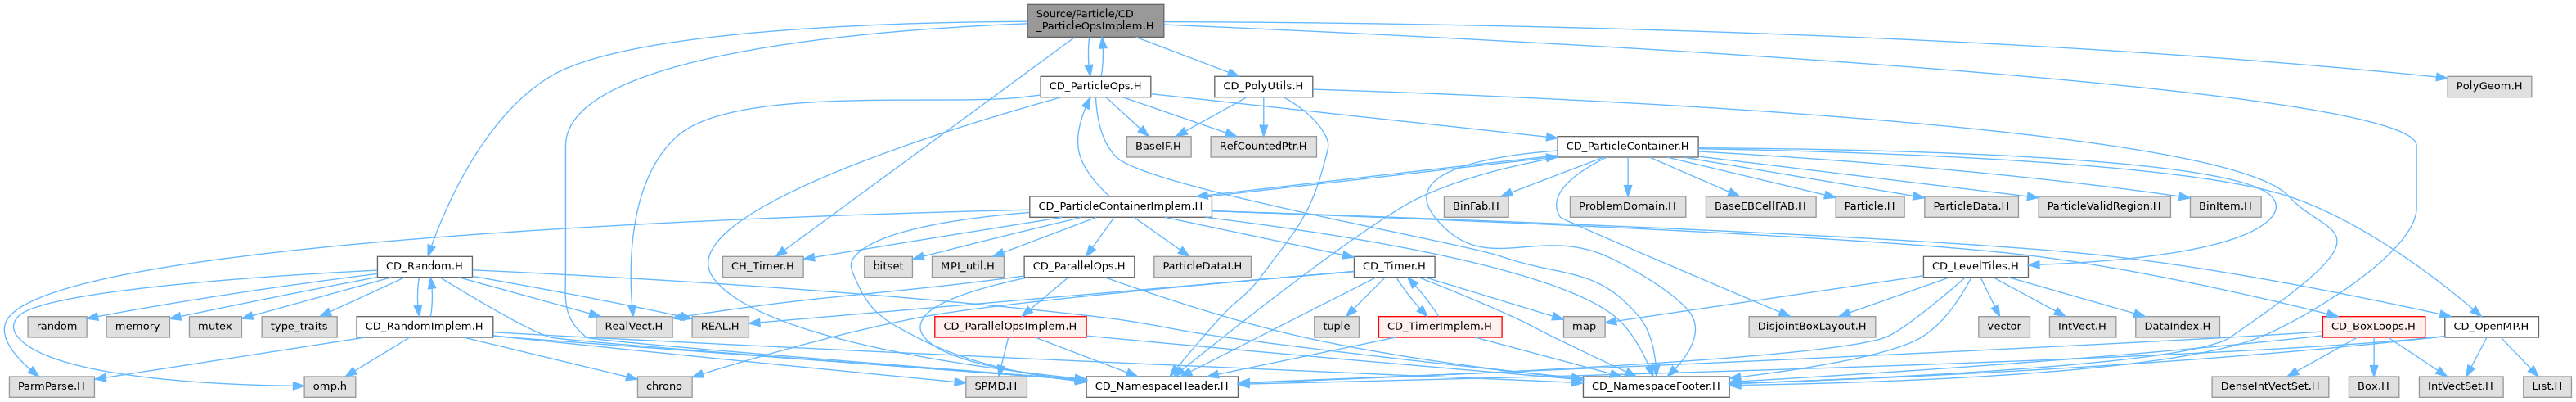 Source/Particle/CD
_ParticleOpsImplem.H
CD_ParticleOps.H
CD_PolyUtils.H
PolyGeom.H
BaseIF.H
RefCountedPtr.H
CD_ParticleContainer.H
CD_ParticleContainerImplem.H
BinFab.H
ProblemDomain.H
BaseEBCellFAB.H
Particle.H
ParticleData.H
ParticleValidRegion.H
BinItem.H
CD_Random.H
CH_Timer.H
bitset
MPI_util.H
CD_ParallelOps.H
ParticleDataI.H
CD_Timer.H
CD_LevelTiles.H
random
memory
mutex
type_traits
CD_RandomImplem.H
RealVect.H
REAL.H
CD_ParallelOpsImplem.H
tuple
CD_TimerImplem.H
map
DisjointBoxLayout.H
vector
IntVect.H
DataIndex.H
CD_BoxLoops.H
CD_OpenMP.H
ParmParse.H
omp.h
chrono
SPMD.H
CD_NamespaceHeader.H
CD_NamespaceFooter.H
DenseIntVectSet.H
Box.H
IntVectSet.H
List.H